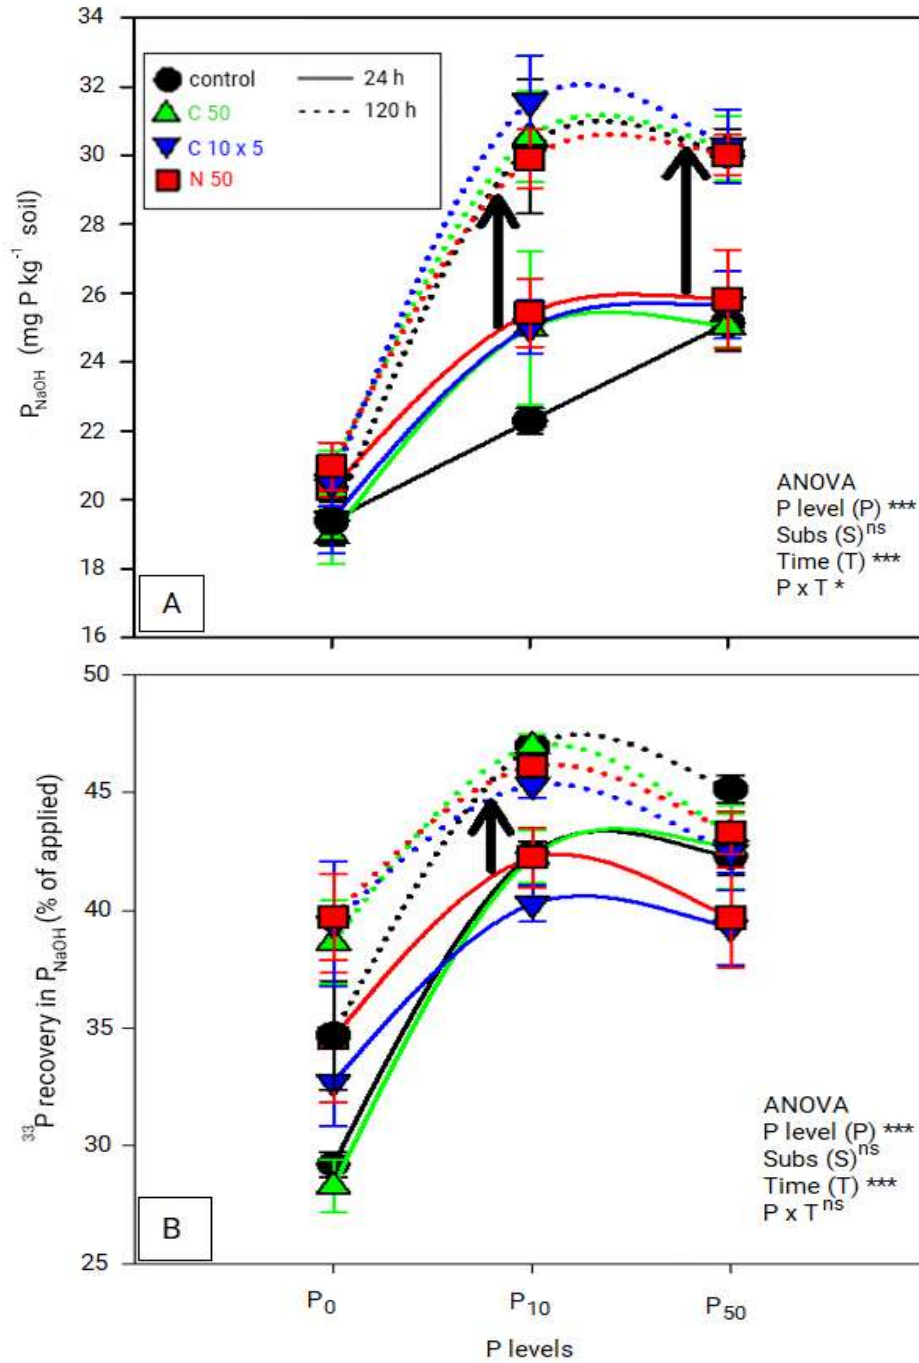 34
32
30
28
26
24
22
20
18
16
P_NaOH (mg P kg⁻¹ soil)
control
24 h
C 50
120 h
C 10 x 5
N 50
ANOVA
P level (P) ***
Subs (S)ⁿˢ
Time (T) ***
P x T *
A
50
45
40
35
30
25
³³P recovery in P_NaOH (% of applied)
ANOVA
P level (P) ***
Subs (S)ⁿˢ
Time (T) ***
P x Tⁿˢ
B
P₀ P₁₀ P₅₀
P levels